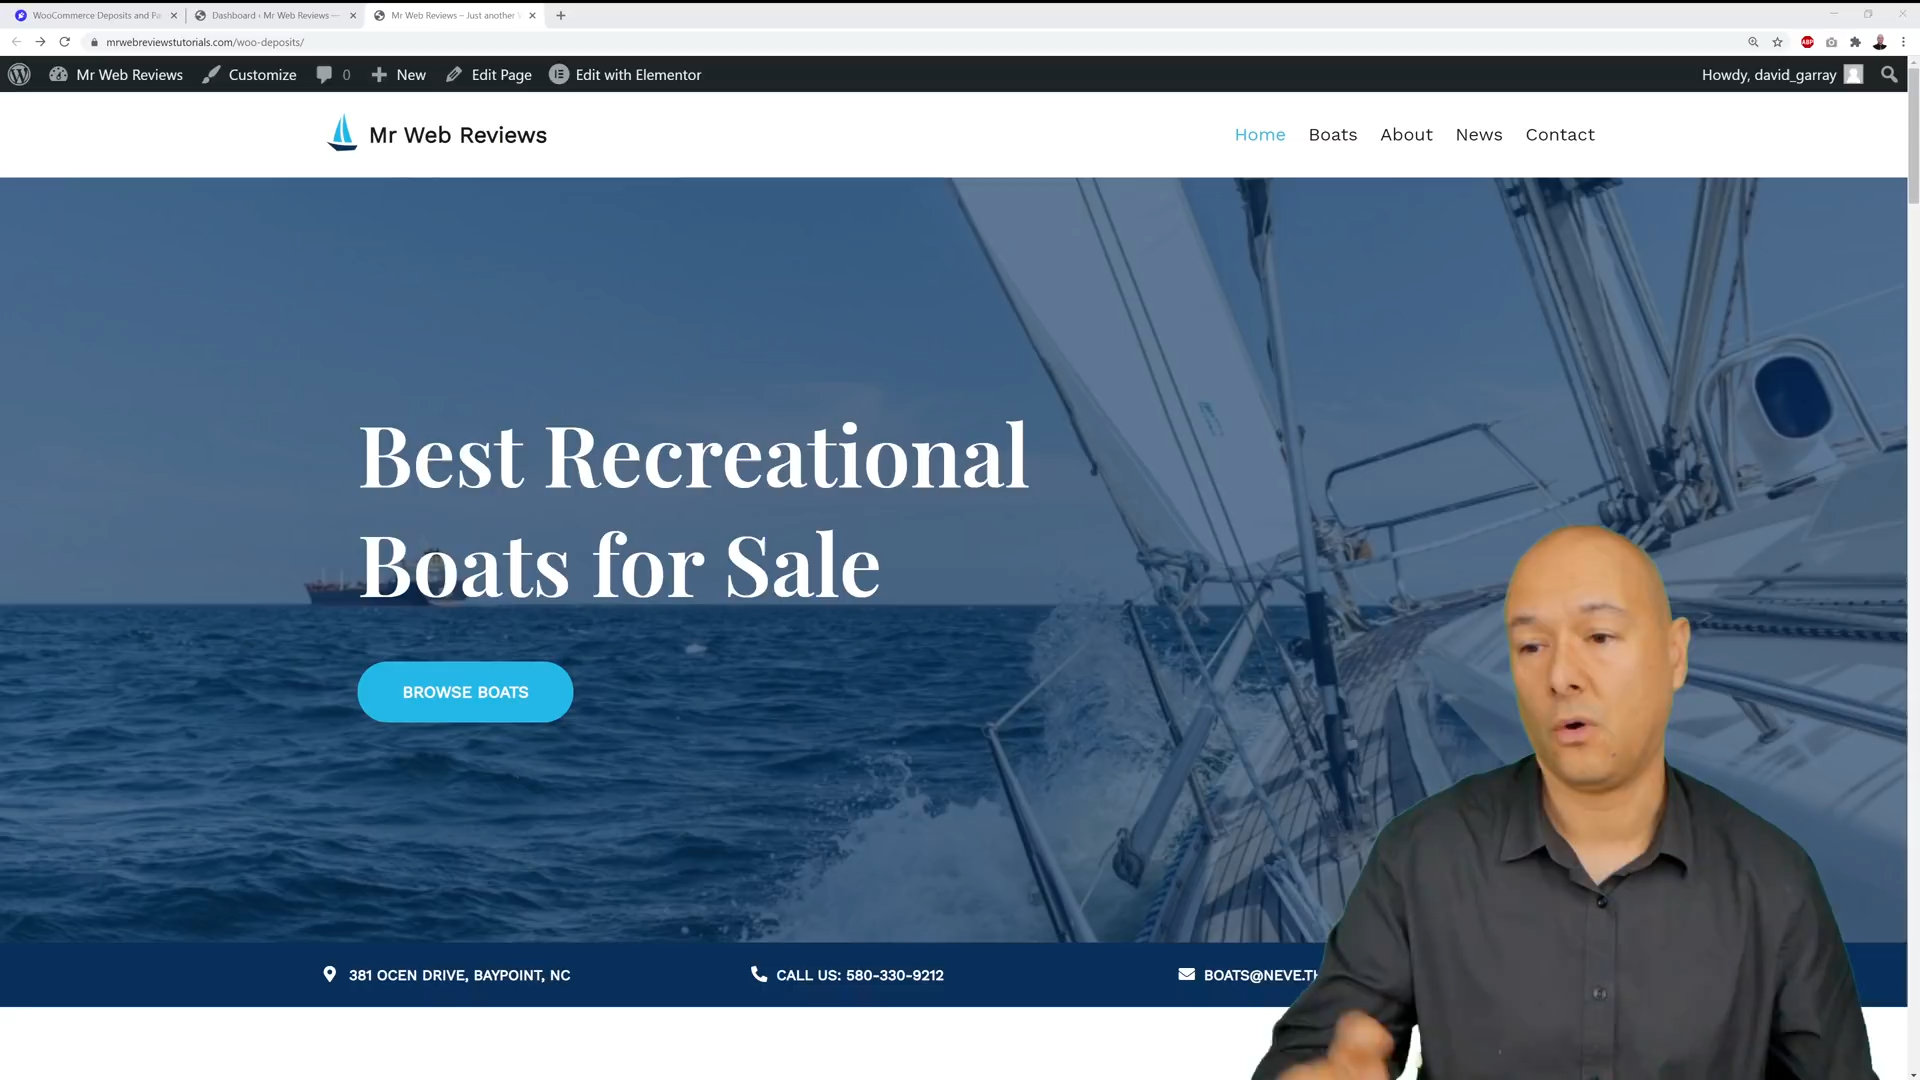 WooCommerce Deposits and Pa
Dashboard ‹ Mr Web Reviews —
Mr Web Reviews – Just another
mrwebreviewstutorials.com/woo-deposits/
ABP
Mr Web Reviews
Customize
0
New
Edit Page
Edit with Elementor
Howdy, david_garray
Mr Web Reviews
Home
Boats
About
News
Contact
Best Recreational
Boats for Sale
BROWSE BOATS
381 OCEN DRIVE, BAYPOINT, NC
CALL US: 580-330-9212
BOATS@NEVE.TH